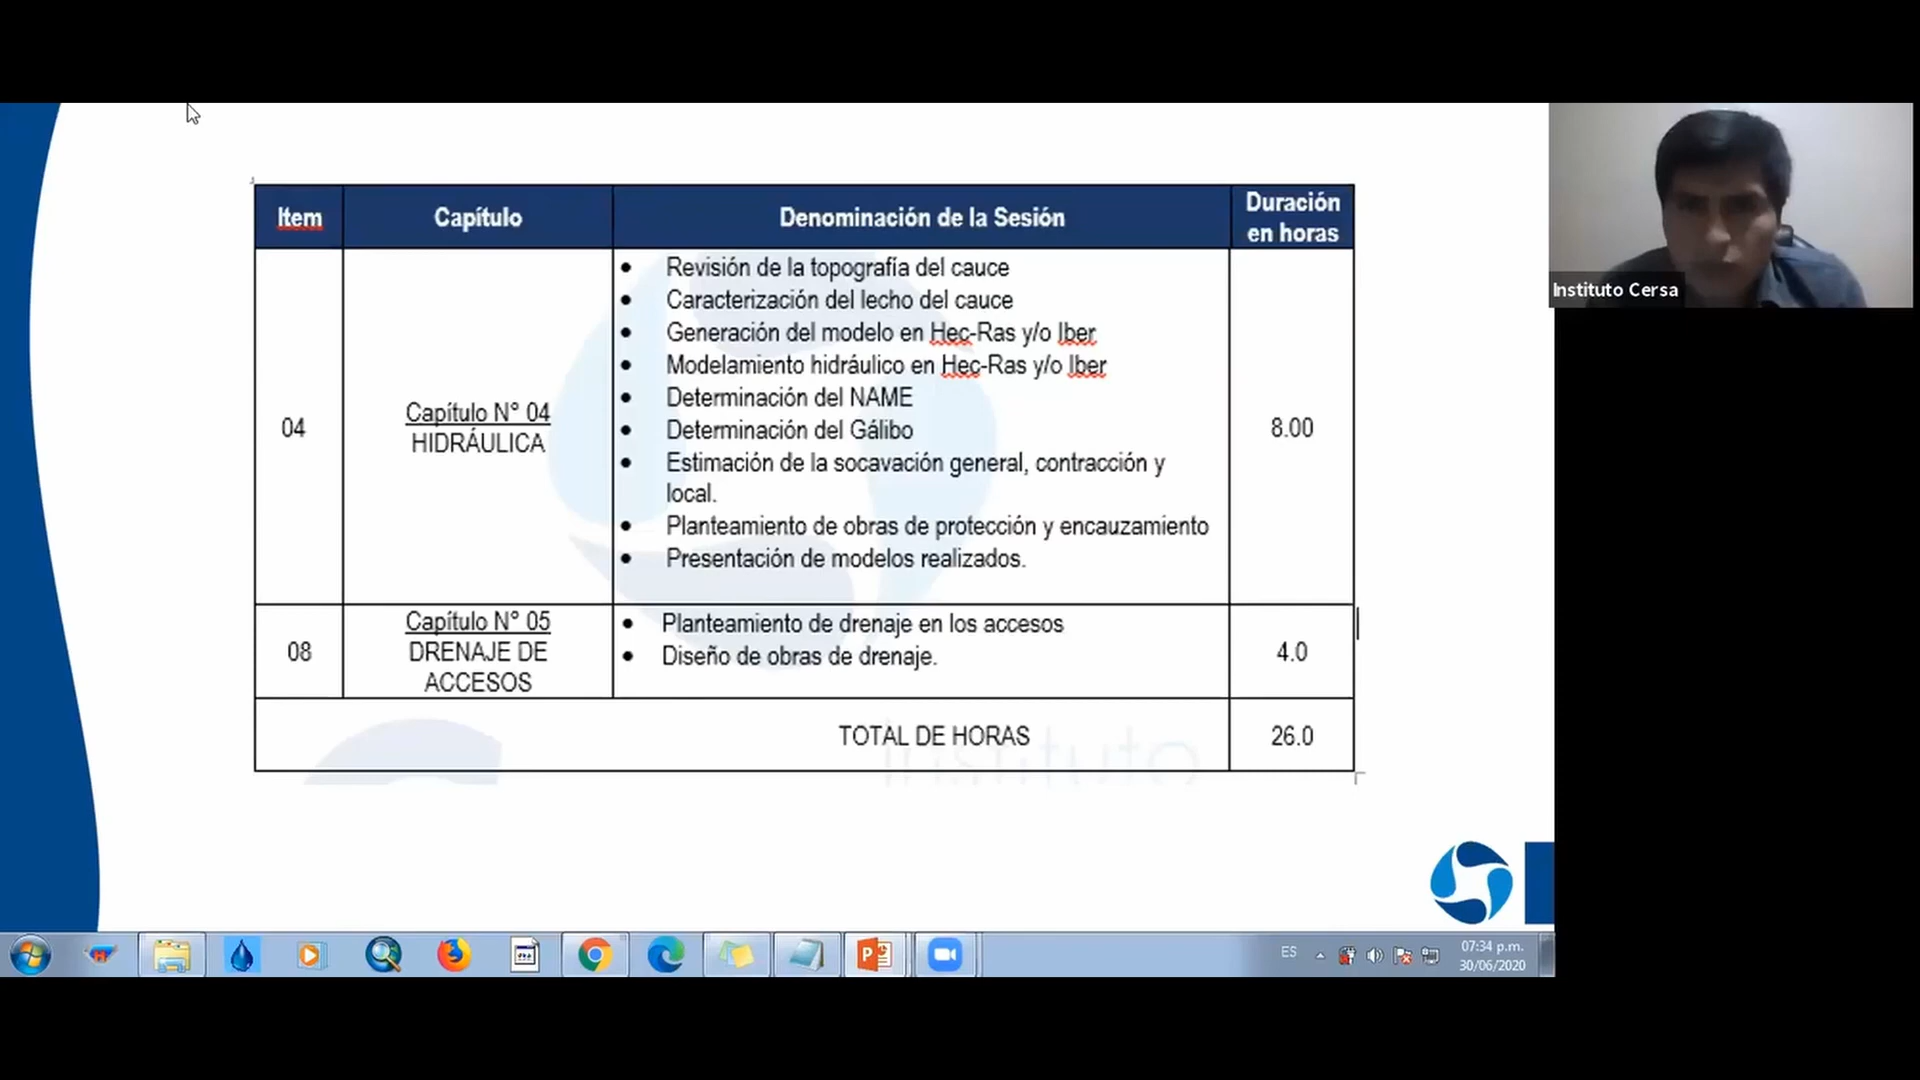 Item
Capítulo
Denominación de la Sesión
Duración
en horas
04
Capítulo N° 04
HIDRÁULICA
• Revisión de la topografía del cauce
• Caracterización del lecho del cauce
• Generación del modelo en Hec-Ras y/o Iber
• Modelamiento hidráulico en Hec-Ras y/o Iber
• Determinación del NAME
• Determinación del Gálibo
• Estimación de la socavación general, contracción y
local.
• Planteamiento de obras de protección y encauzamiento
• Presentación de modelos realizados.
8.00
08
Capítulo N° 05
DRENAJE DE
ACCESOS
• Planteamiento de drenaje en los accesos
• Diseño de obras de drenaje.
4.0
TOTAL DE HORAS
26.0
Instituto
Instituto Cersa
ES
07:34 p.m.
30/06/2020